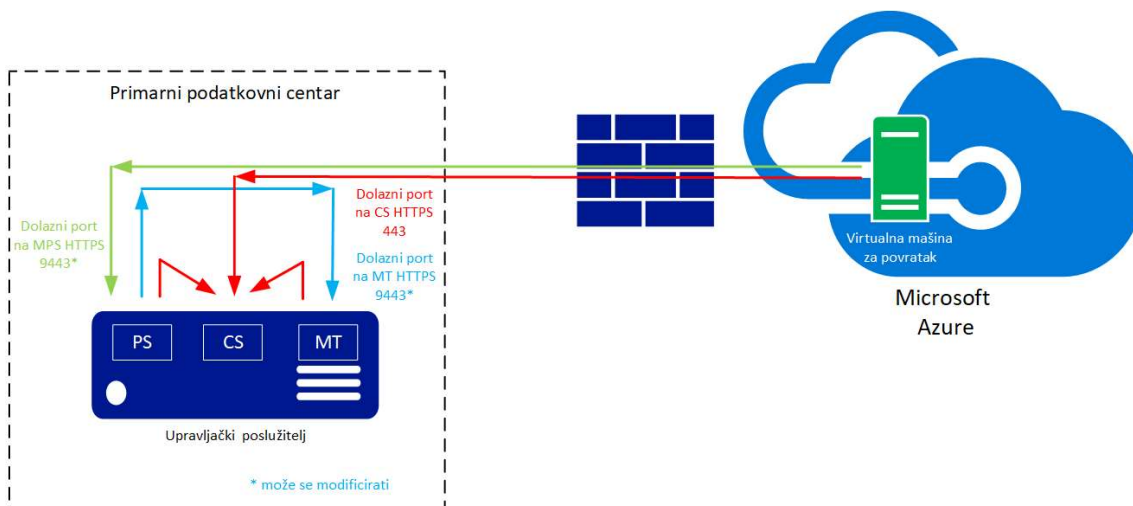 Primarni podatkovni centar
Dolazni port
na MPS HTTPS
9443*
Dolazni port
na CS HTTPS
443
Dolazni port
na MT HTTPS
9443*
PS
CS
MT
Upravljački poslužitelj
* može se modificirati
Virtualna mašina
za povratak
Microsoft
Azure